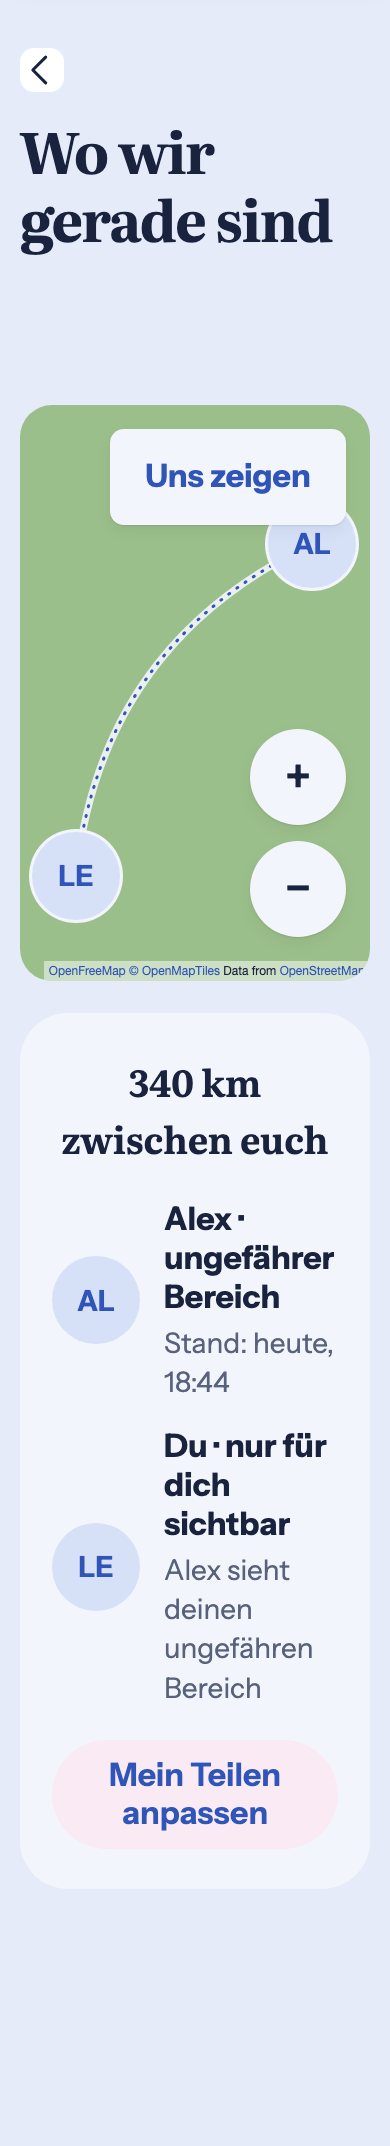 Wo wir
gerade sind
Uns zeigen
AL
+
−
LE
OpenFreeMap © OpenMapTiles Data from OpenStreetMap
340 km
zwischen euch
Alex ·
ungefährer
Bereich
AL
Stand: heute,
18:44
Du · nur für
dich
sichtbar
LE
Alex sieht
deinen
ungefähren
Bereich
Mein Teilen
anpassen